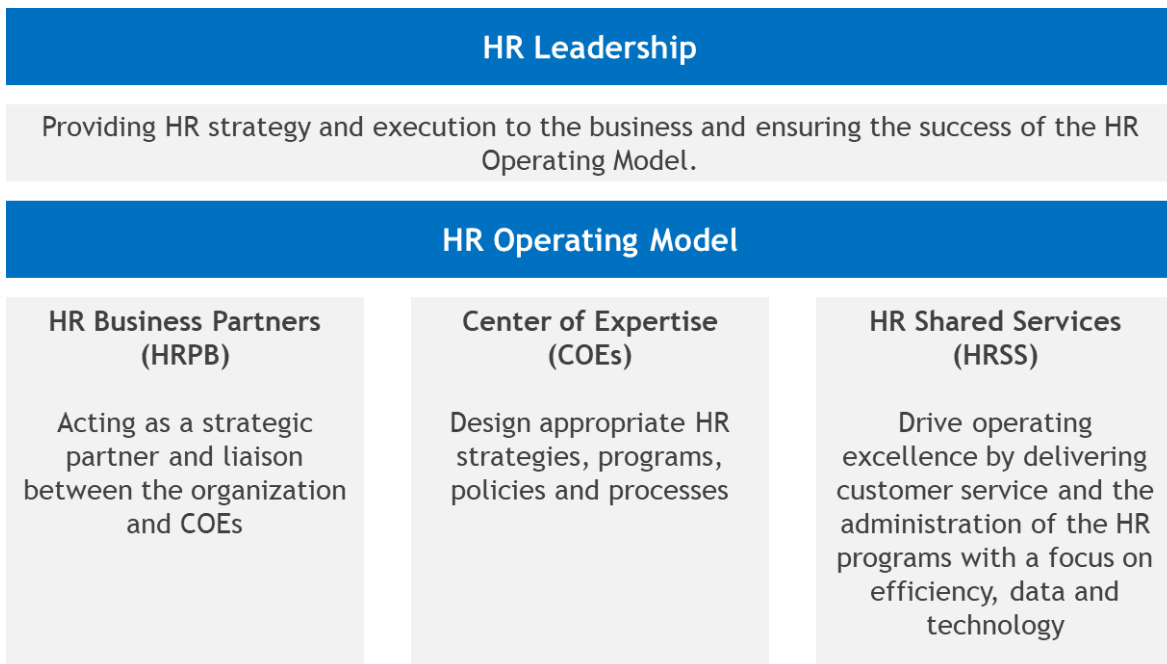 HR Leadership
Providing HR strategy and execution to the business and ensuring the success of the HR
Operating Model.
HR Operating Model
HR Business Partners
(HRPB)
Acting as a strategic
partner and liaison
between the organization
and COEs
Center of Expertise
(COEs)
Design appropriate HR
strategies, programs,
policies and processes
HR Shared Services
(HRSS)
Drive operating
excellence by delivering
customer service and the
administration of the HR
programs with a focus on
efficiency, data and
technology